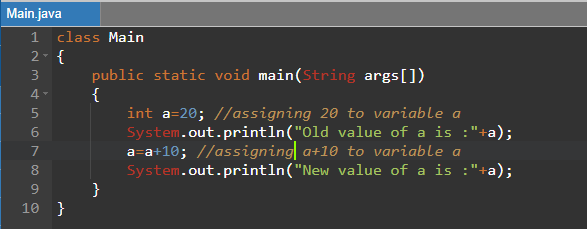 Main.java
1 class Main
2 {
3     public static void main(String args[])
4     {
5         int a=20; //assigning 20 to variable a
6         System.out.println("Old value of a is :"+a);
7         a=a+10; //assigning a+10 to variable a
8         System.out.println("New value of a is :"+a);
9     }
10 }